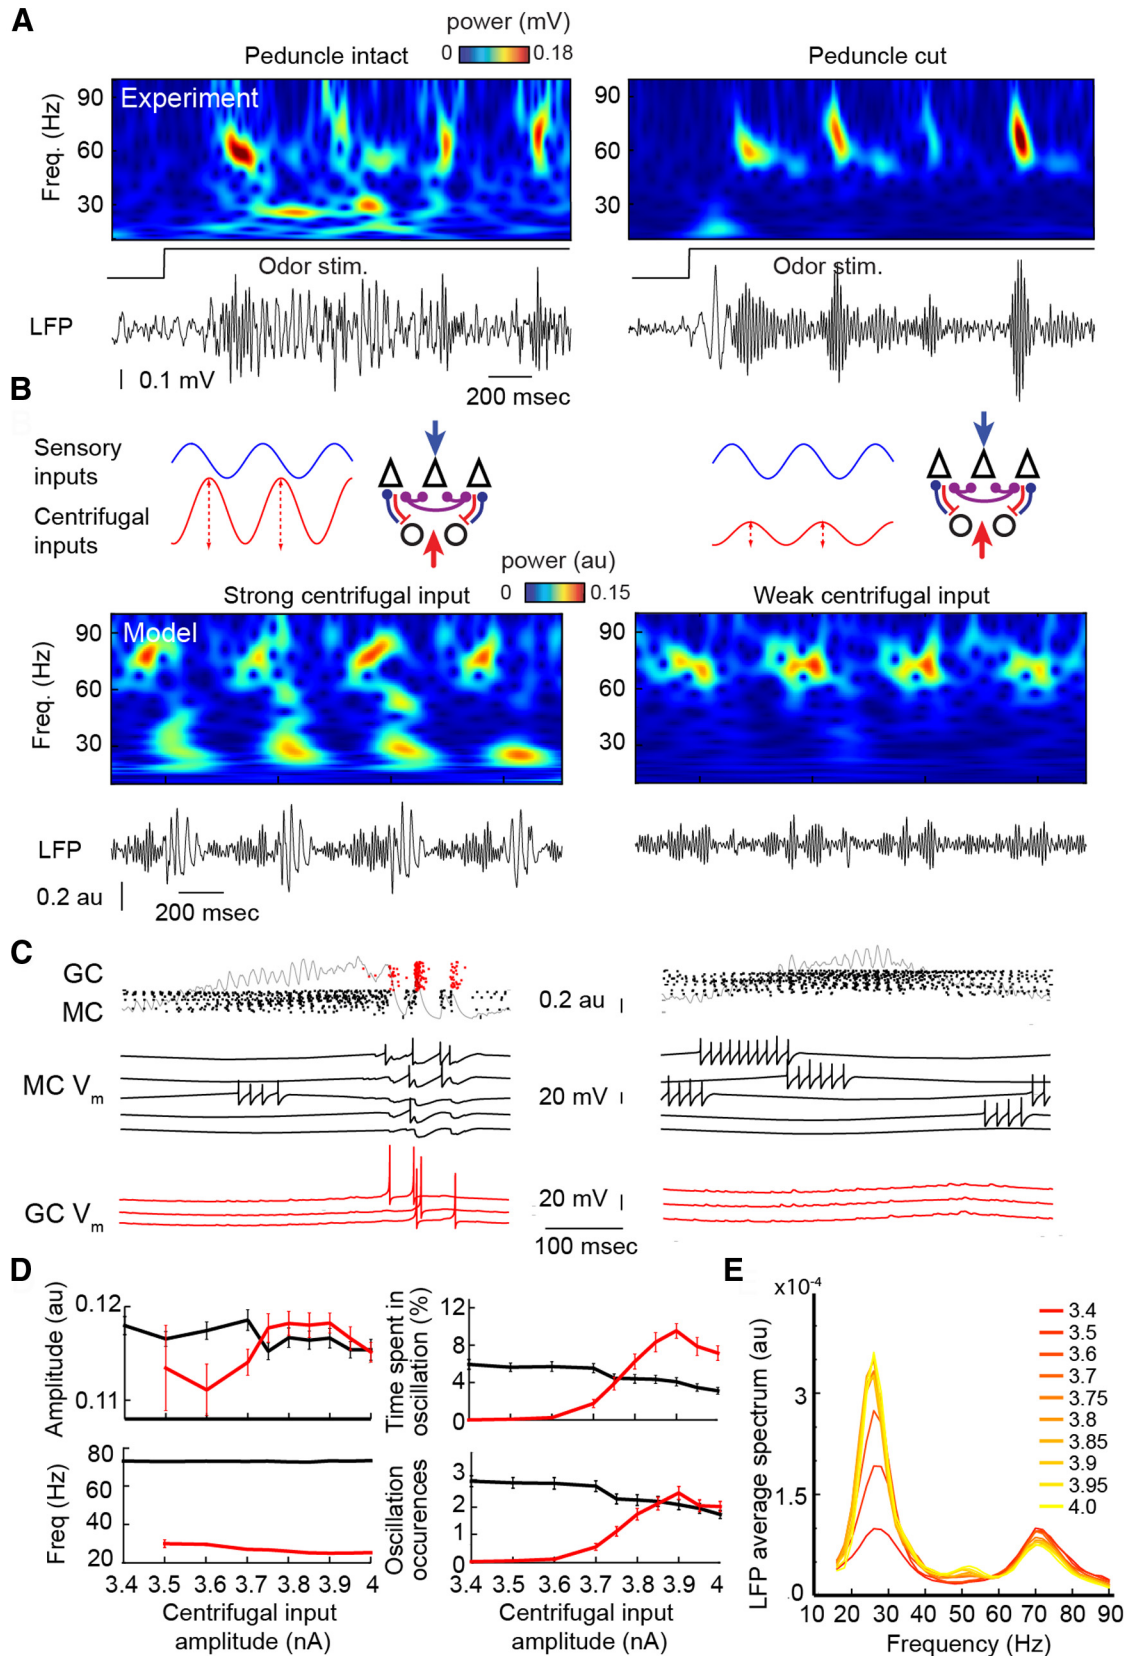 A
power (mV)
0 0.18
Peduncle intact
Peduncle cut
Experiment
Freq. (Hz)
90
60
30
90
60
30
Odor stim.
Odor stim.
LFP
0.1 mV
200 msec
B
Sensory
inputs
Centrifugal
inputs
power (au)
0 0.15
Strong centrifugal input
Weak centrifugal input
Model
Freq. (Hz)
90
60
30
90
60
30
LFP
0.2 au
200 msec
C
GC
MC
0.2 au
MC Vm
20 mV
GC Vm
20 mV
100 msec
D
Amplitude (au)
0.12
0.11
Time spent in
oscillation (%)
12
8
4
0
Freq (Hz)
80
60
40
20
3.4 3.5 3.6 3.7 3.8 3.9 4
Centrifugal input
amplitude (nA)
Oscillation
occurences
3
2
1
0
3.4 3.5 3.6 3.7 3.8 3.9 4
Centrifugal input
amplitude (nA)
E
x10-4
LFP average spectrum (au)
3
1.5
0
10 20 30 40 50 60 70 80 90
Frequency (Hz)
3.4
3.5
3.6
3.7
3.75
3.8
3.85
3.9
3.95
4.0